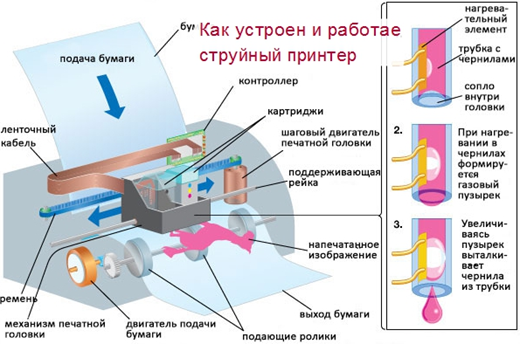 Как устроен и работае
струйный принтер
бу
подача бумаги
контроллер
картриджи
ленточный
кабель
шаговый двигатель
печатной головки
поддерживающая
рейка
напечатанное
изображение
ремень
механизм печатной
головки
двигатель подачи
бумаги
подающие ролики
выход бумаги
1.
нагрева-
тельный
элемент
трубка с
чернилами
сопло
внутри
головки
2.
При нагре-
вании в
чернилах
формиру-
ется
газовый
пузырек
3.
Увеличи-
ваясь
пузырек
выталки-
вает
чернила
из трубки